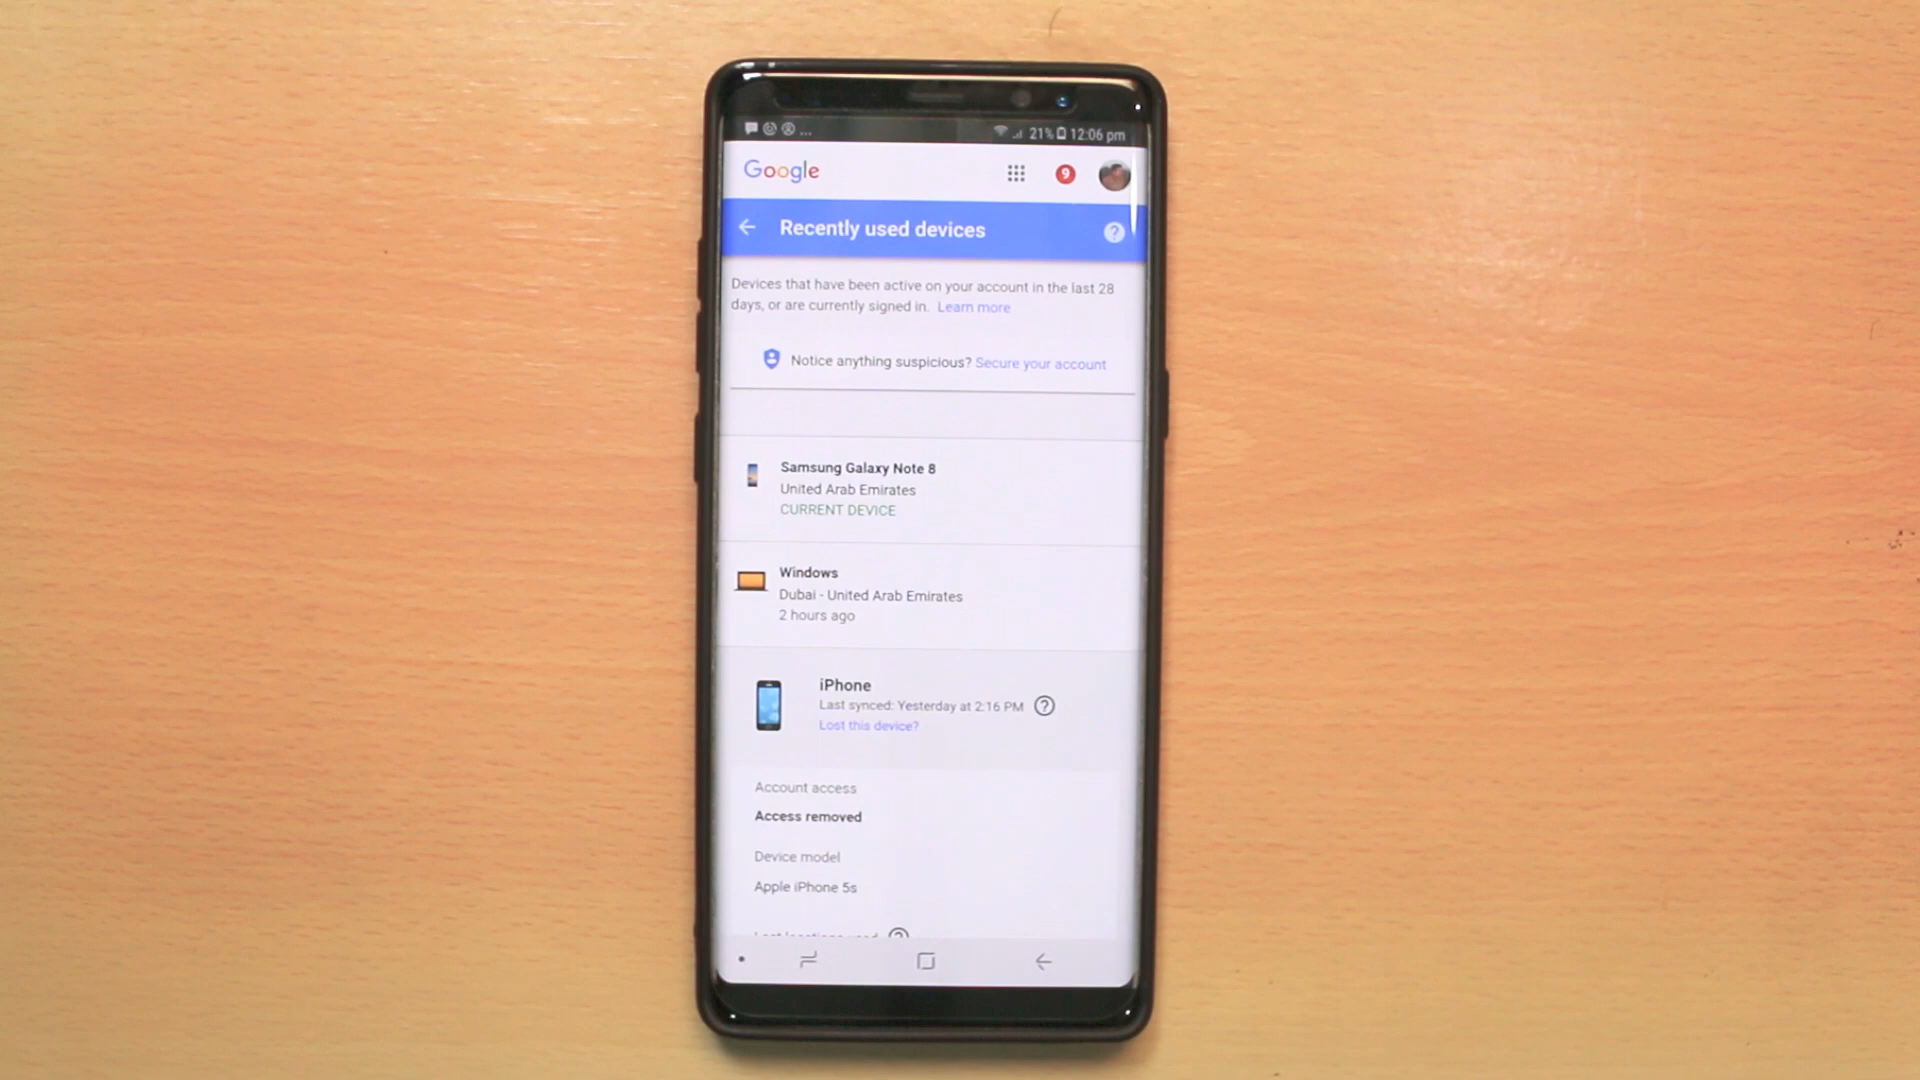 21% 12:06 pm
Google
9
Recently used devices
Devices that have been active on your account in the last 28
days, or are currently signed in. Learn more
Notice anything suspicious? Secure your account
Samsung Galaxy Note 8
United Arab Emirates
CURRENT DEVICE
Windows
Dubai - United Arab Emirates
2 hours ago
iPhone
Last synced: Yesterday at 2:16 PM
Lost this device?
Account access
Access removed
Device model
Apple iPhone 5s